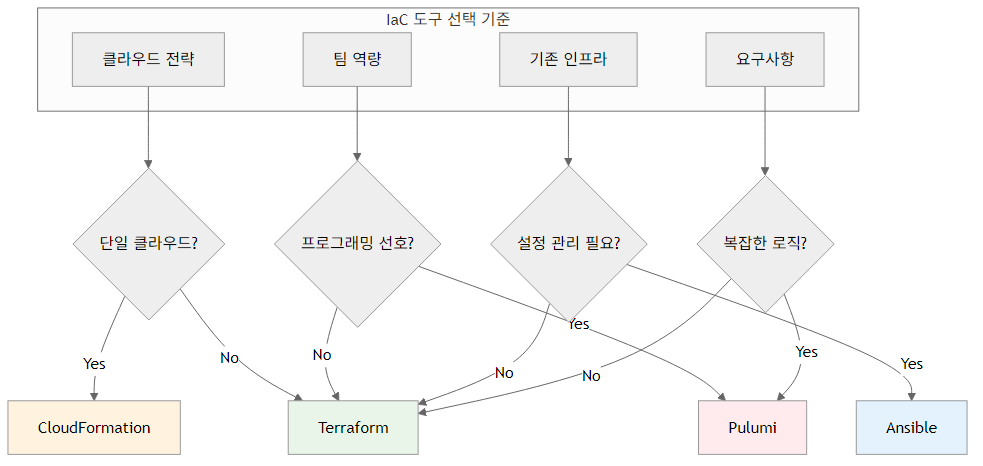 IaC 도구 선택 기준
클라우드 전략
팀 역량
기존 인프라
요구사항
단일 클라우드?
프로그래밍 선호?
설정 관리 필요?
복잡한 로직?
Yes
No
No
Yes
No
No
Yes
Yes
CloudFormation
Terraform
Pulumi
Ansible